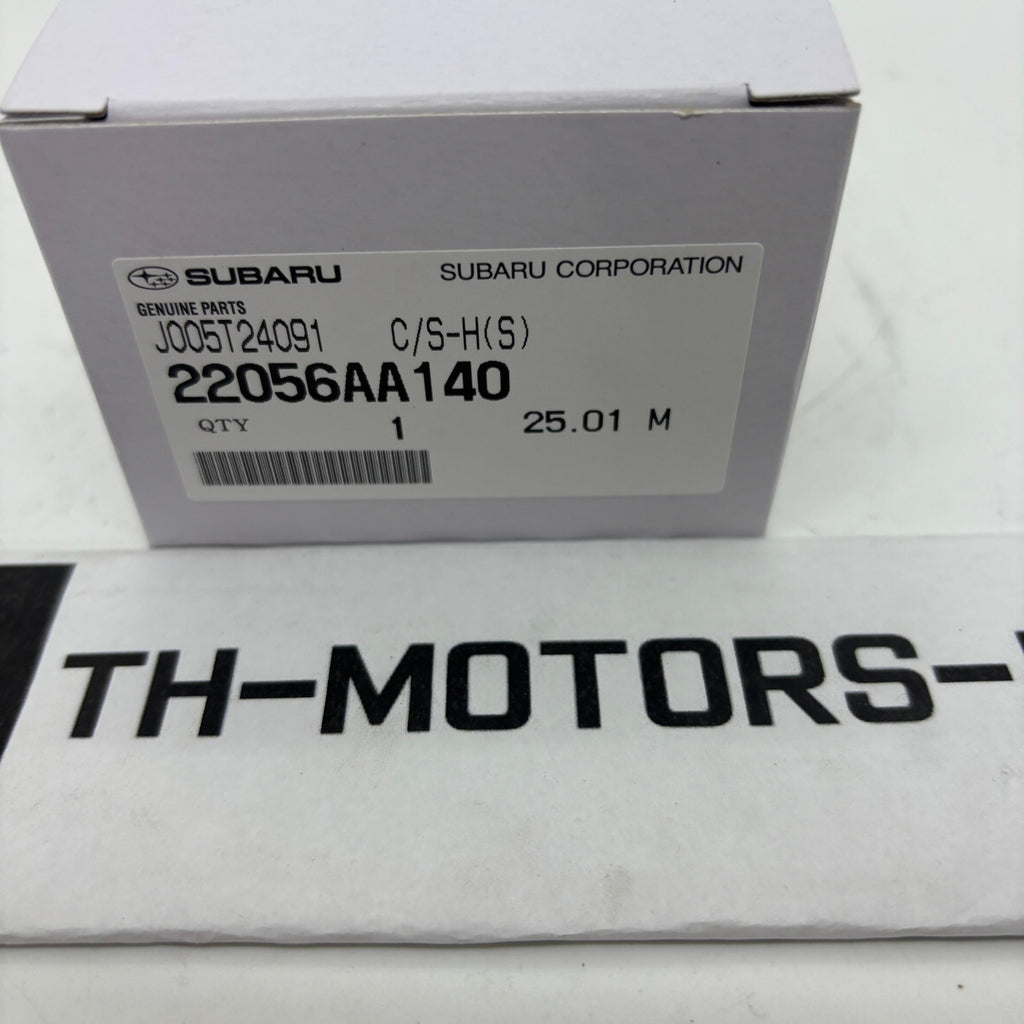 SUBARU SUBARU CORPORATION
GENUINE PARTS
J005T24091 C/S-H(S)
22056AA140
QTY 1 25.01 M
TH-MOTORS-